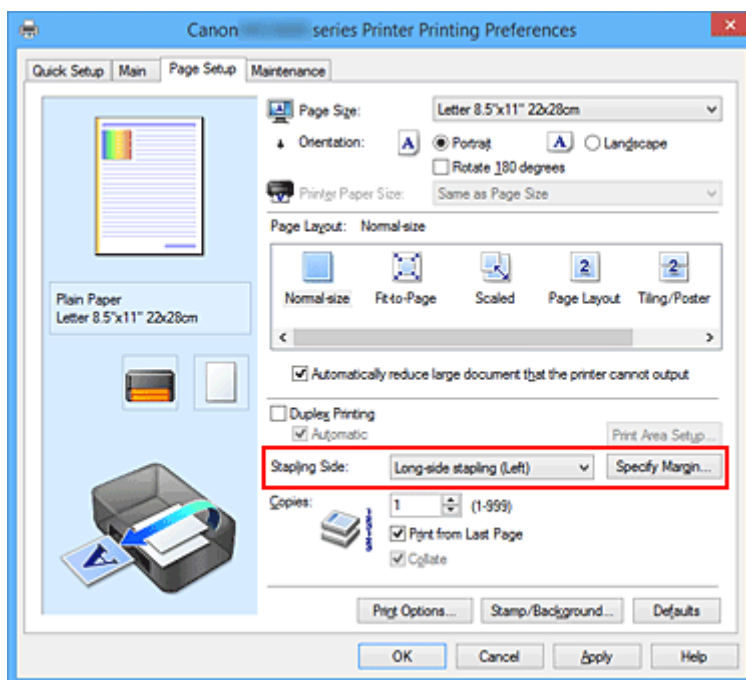 Canon series Printer Printing Preferences
Quick Setup Main Page Setup Maintenance
Page Size: Letter 8.5"x11" 22x28cm
Orientation: A Portrait A Landscape
Rotate 180 degrees
Printer Paper Size: Same as Page Size
Page Layout: Normal-size
Normal-size Fit-to-Page Scaled Page Layout Tiling/Poster
Plain Paper
Letter 8.5"x11" 22x28cm
Automatically reduce large document that the printer cannot output
Duplex Printing
Automatic
Print Area Setup...
Stapling Side: Long-side stapling (Left) Specify Margin...
Copies: 1 (1-999)
Print from Last Page
Collate
Print Options... Stamp/Background... Defaults
OK Cancel Apply Help